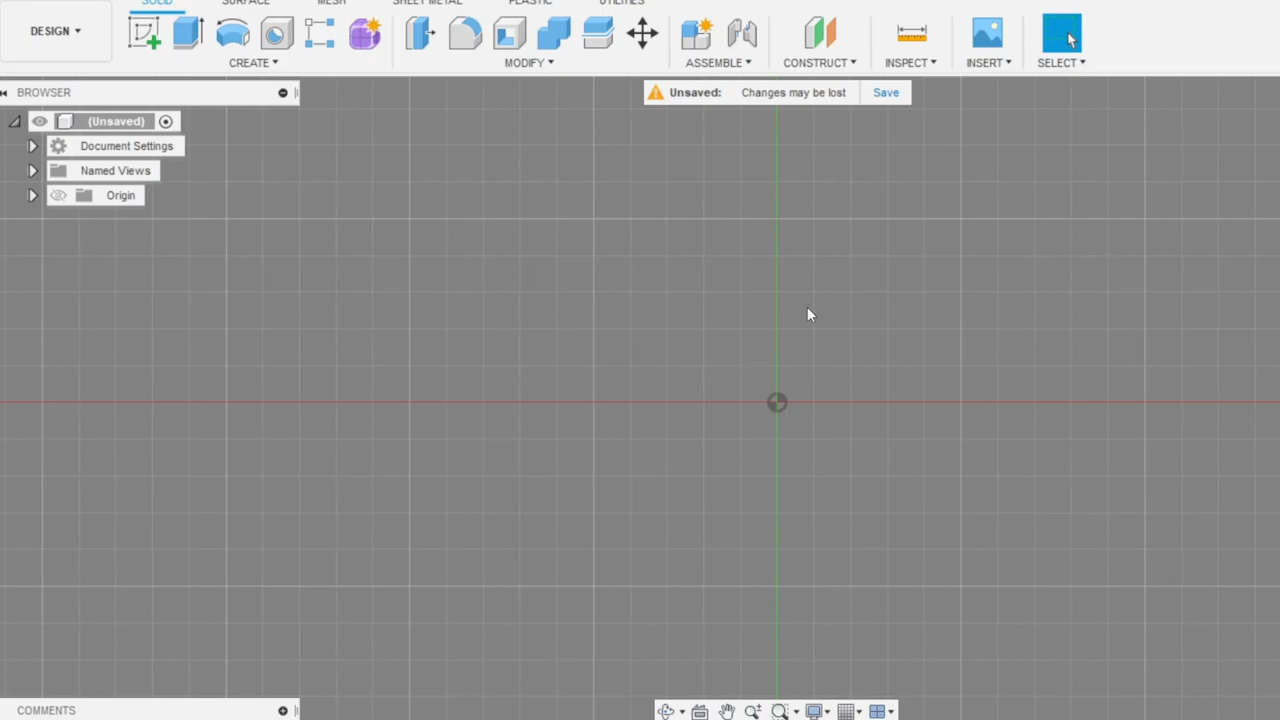 SOLID SURFACE MESH SHEET METAL PLASTIC UTILITIES
DESIGN
CREATE MODIFY ASSEMBLE CONSTRUCT INSPECT INSERT SELECT
BROWSER
Unsaved: Changes may be lost Save
(Unsaved)
Document Settings
Named Views
Origin
COMMENTS